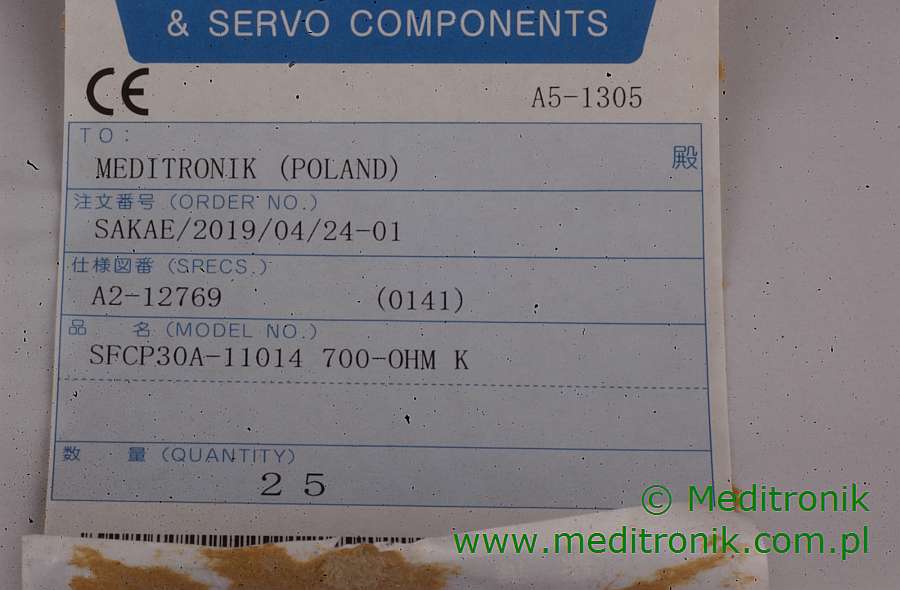 & SERVO COMPONENTS
CE
A5-1305
TO:
MEDITRONIK (POLAND)
殿
注文番号 (ORDER NO.)
SAKAE/2019/04/24-01
仕様図番 (SPECS.)
A2-12769 (0141)
品 名 (MODEL NO.)
SFCP30A-11014 700-OHM K
数 量 (QUANTITY)
25
© Meditronik
www.meditronik.com.pl